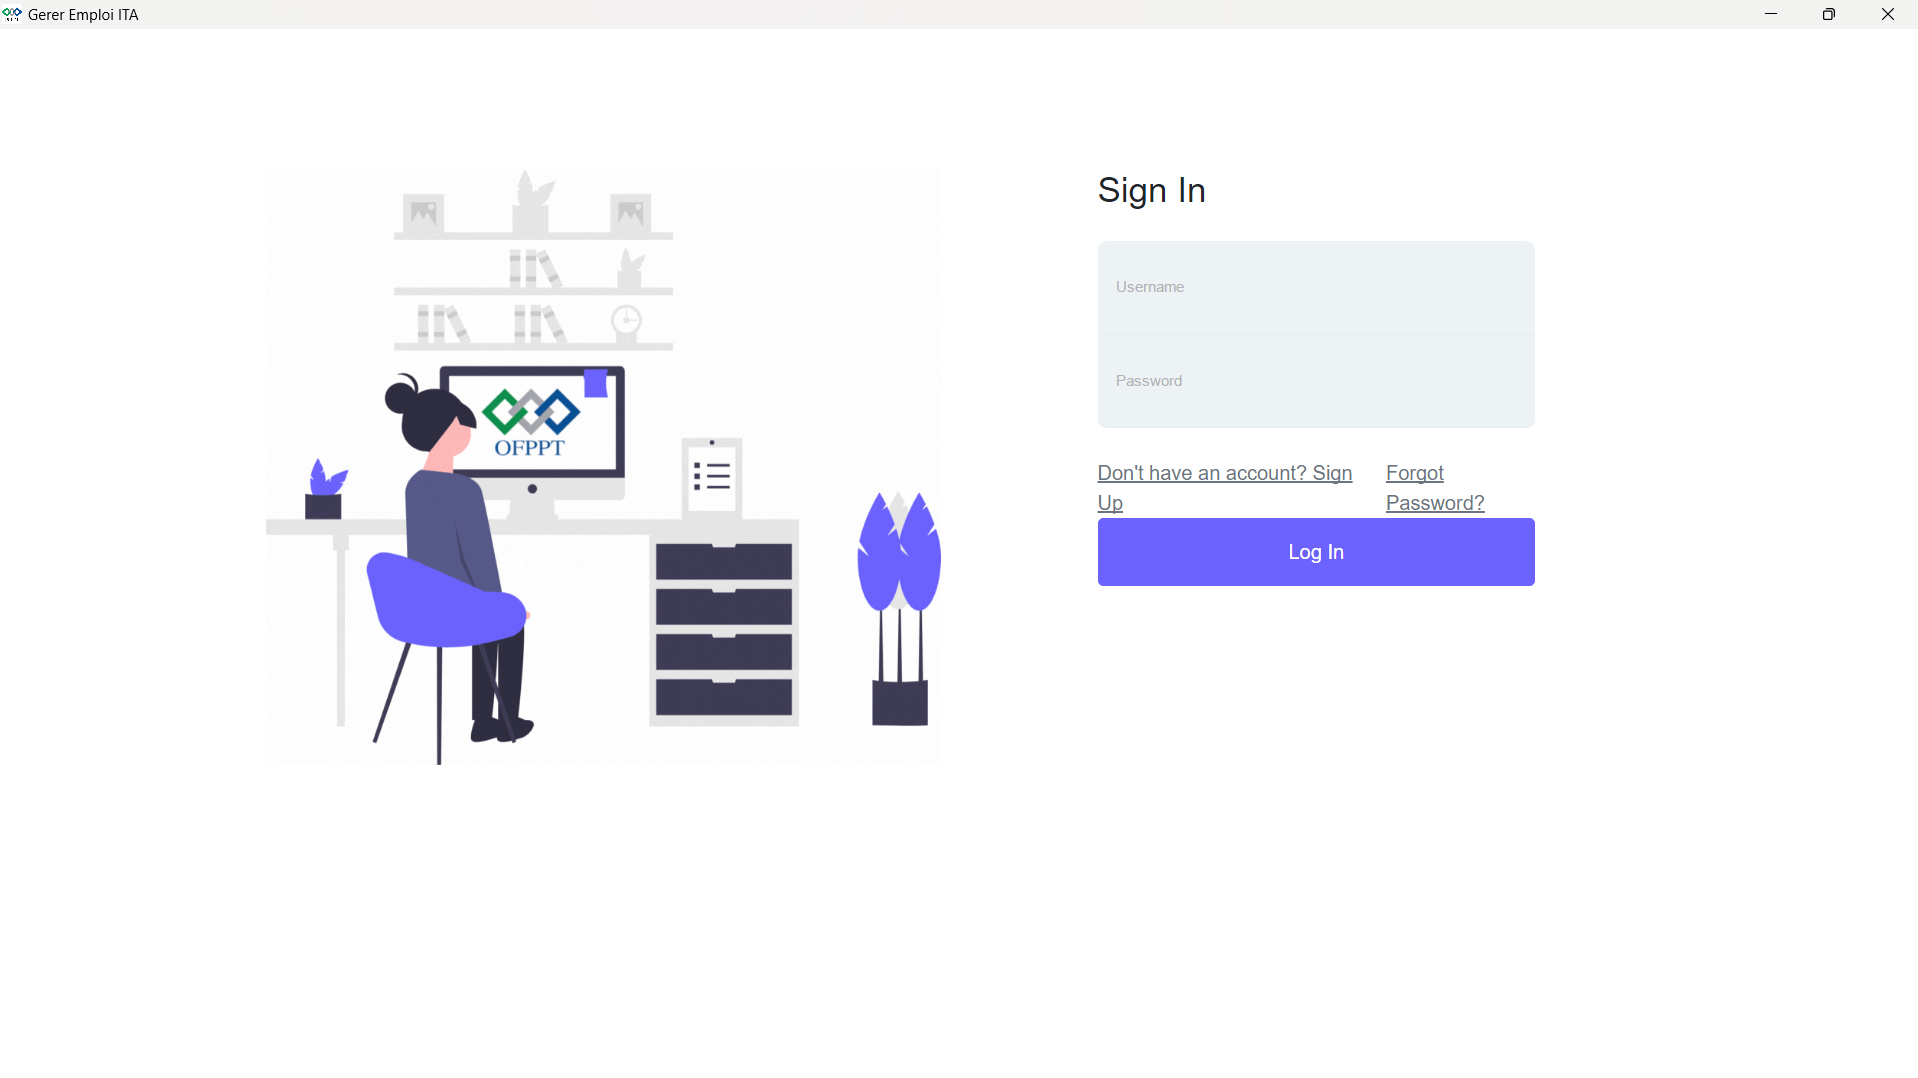 Gerer Emploi ITA
Sign In
Username
Password
Don't have an account? Sign
Up
Forgot
Password?
Log In
OFPPT